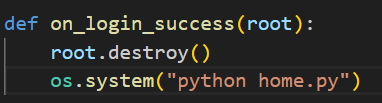 def on_login_success(root):
    root.destroy()
    os.system("python home.py")